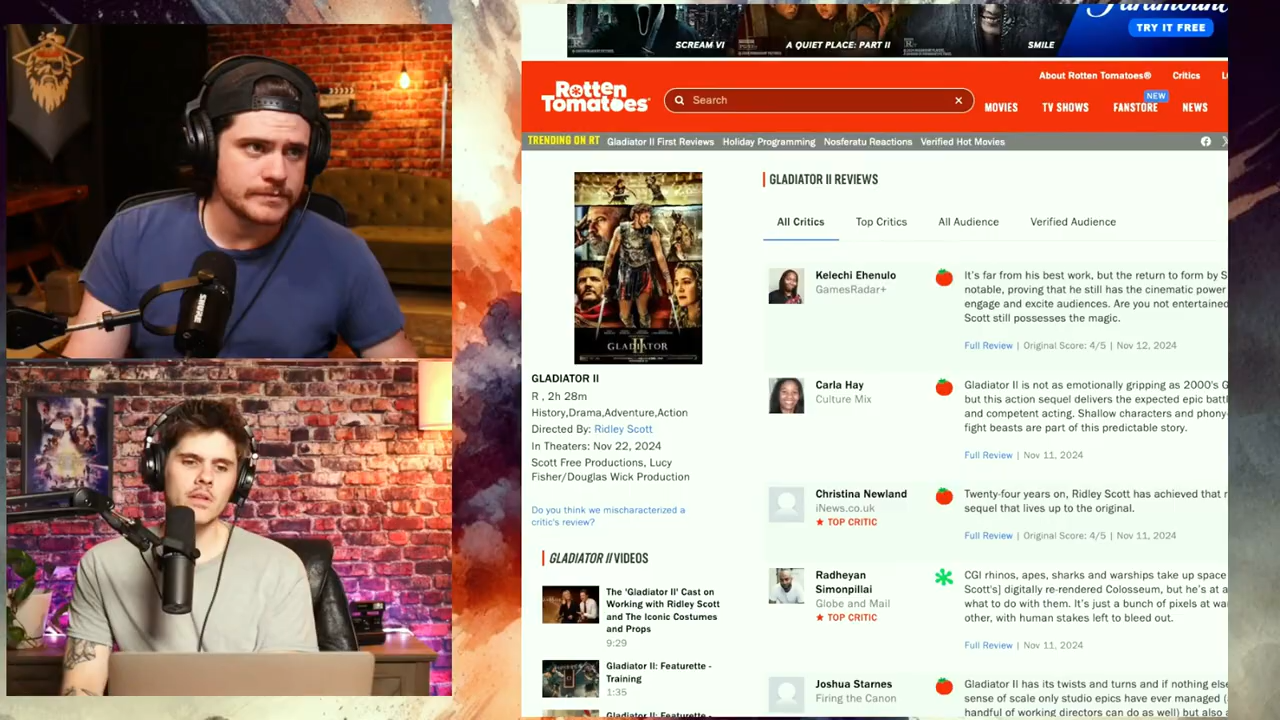 Paramount+
TRY IT FREE
SCREAM VI
A QUIET PLACE: PART II
SMILE
Rotten
Tomatoes®
Search
About Rotten Tomatoes®
Critics
NEW
MOVIES
TV SHOWS
FANSTORE
NEWS
TRENDING ON RT
Gladiator II First Reviews
Holiday Programming
Nosferatu Reactions
Verified Hot Movies
GLADIATOR II
GLADIATOR II
R , 2h 28m
History,Drama,Adventure,Action
Directed By: Ridley Scott
In Theaters: Nov 22, 2024
Scott Free Productions, Lucy
Fisher/Douglas Wick Production
Do you think we mischaracterized a
critic's review?
GLADIATOR II VIDEOS
The 'Gladiator II' Cast on
Working with Ridley Scott
and The Iconic Costumes
and Props
9:29
Gladiator II: Featurette -
Training
1:35
Gladiator II: Featurette -
GLADIATOR II REVIEWS
All Critics
Top Critics
All Audience
Verified Audience
Kelechi Ehenulo
GamesRadar+
It's far from his best work, but the return to form by S
notable, proving that he still has the cinematic power
engage and excite audiences. Are you not entertained
Scott still possesses the magic.
Full Review | Original Score: 4/5 | Nov 12, 2024
Carla Hay
Culture Mix
Gladiator II is not as emotionally gripping as 2000's G
but this action sequel delivers the expected epic battl
and competent acting. Shallow characters and phony-
fight beasts are part of this predictable story.
Full Review | Nov 11, 2024
Christina Newland
iNews.co.uk
★ TOP CRITIC
Twenty-four years on, Ridley Scott has achieved that r
sequel that lives up to the original.
Full Review | Original Score: 4/5 | Nov 11, 2024
Radheyan
Simonpillai
Globe and Mail
★ TOP CRITIC
CGI rhinos, apes, sharks and warships take up space
Scott's] digitally re-rendered Colosseum, but he's at a
what to do with them. It's just a bunch of pixels at wa
other, with human stakes left to bleed out.
Full Review | Nov 11, 2024
Joshua Starnes
Firing the Canon
Gladiator II has its twists and turns and if nothing else
sense of scale only studio epics have ever managed (
handful of working directors can do as well) but also
SHURE